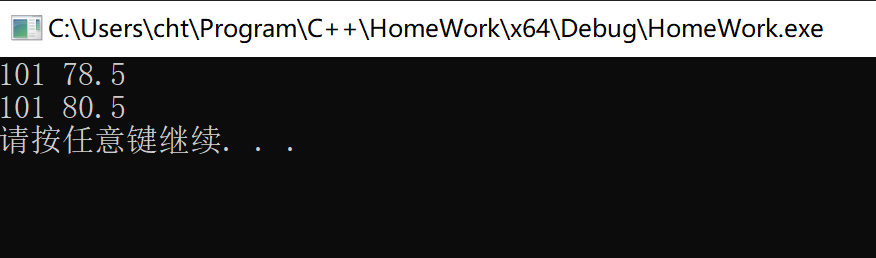 C:\Users\cht\Program\C++\HomeWork\x64\Debug\HomeWork.exe
101 78.5
101 80.5
请按任意键继续. . .